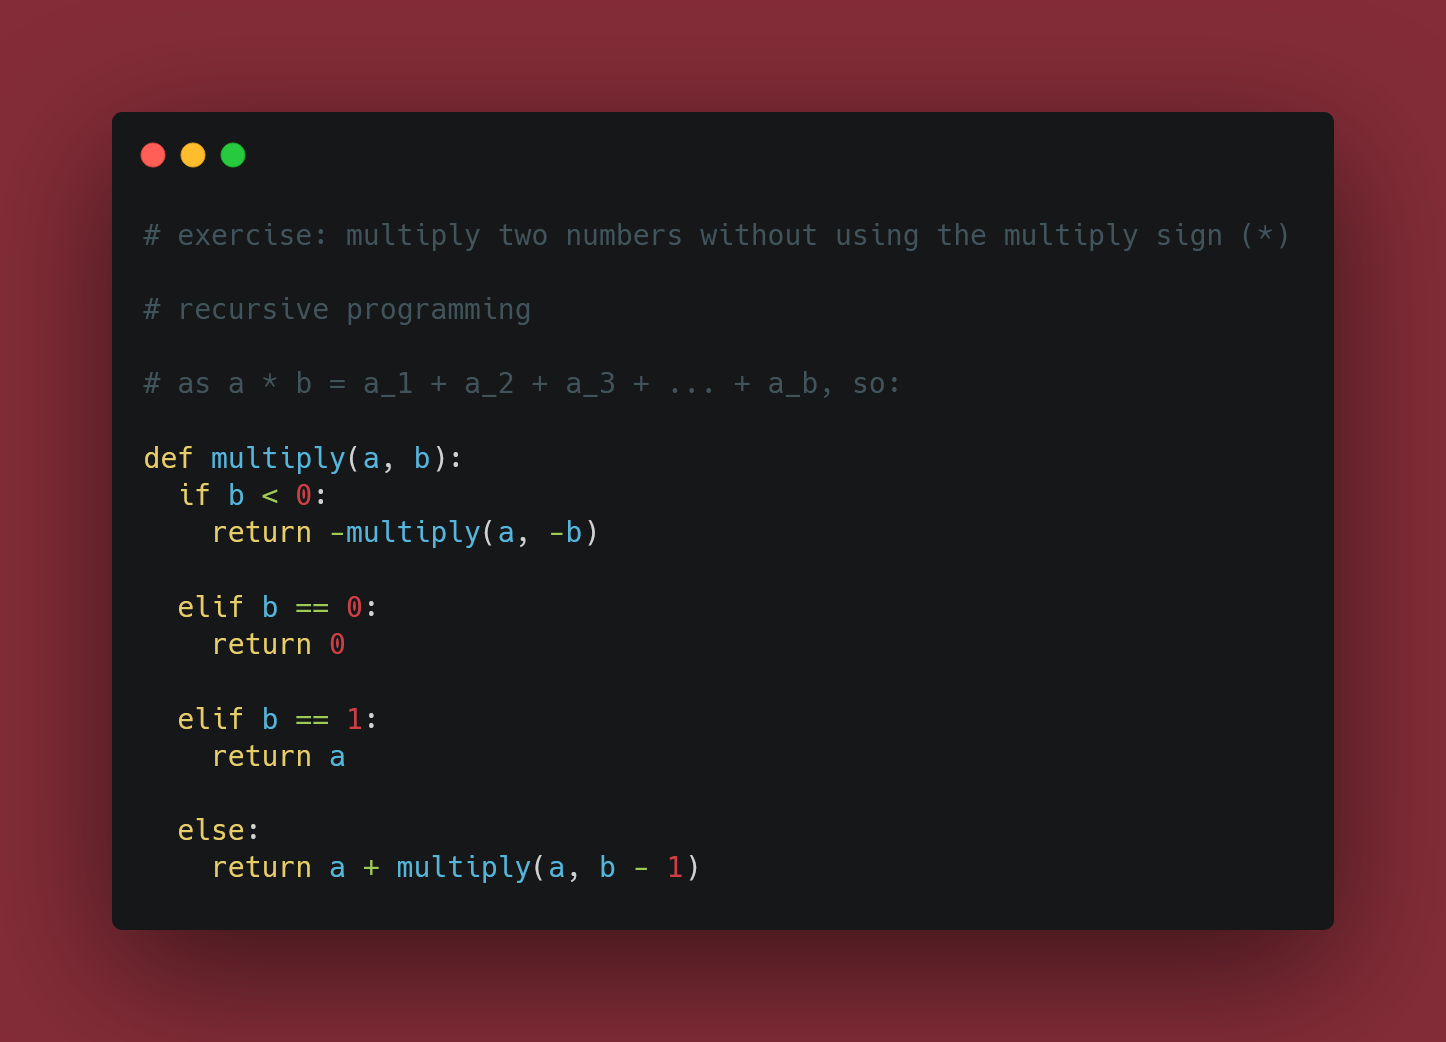 # exercise: multiply two numbers without using the multiply sign (*)
# recursive programming
# as a * b = a_1 + a_2 + a_3 + ... + a_b, so:
def multiply(a, b):
  if b < 0:
    return -multiply(a, -b)
  elif b == 0:
    return 0
  elif b == 1:
    return a
  else:
    return a + multiply(a, b - 1)